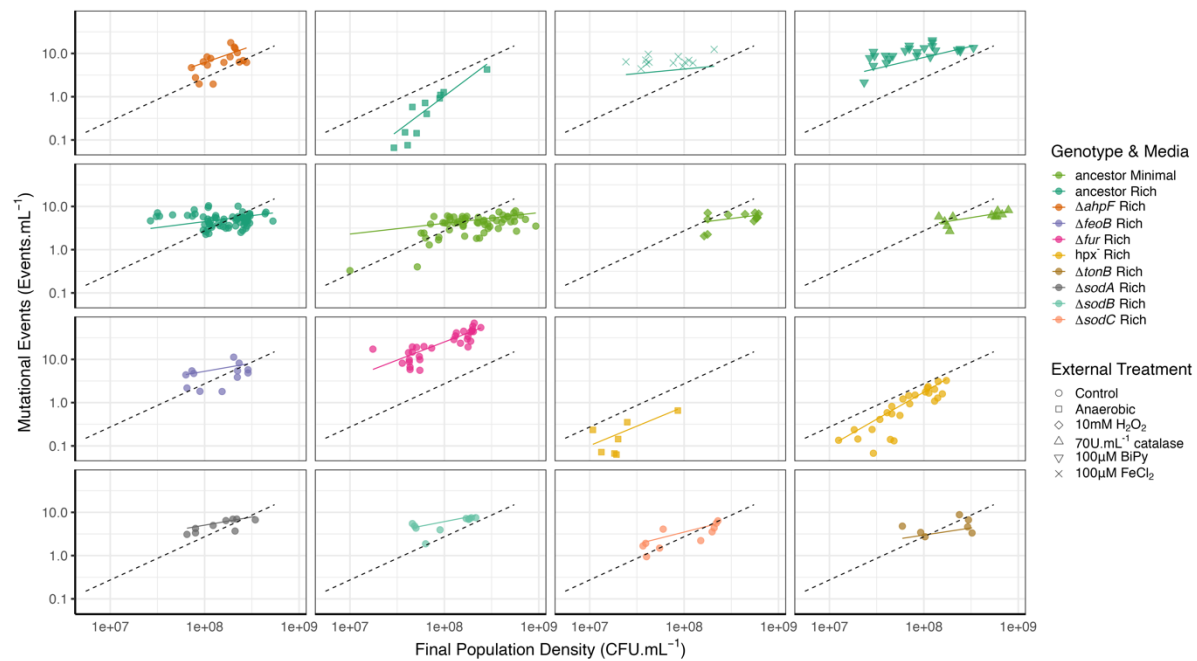 10.0
1.0
0.1
10.0
1.0
0.1
10.0
1.0
0.1
10.0
1.0
0.1
Mutational Events (Events.mL⁻¹)
1e+07 1e+08 1e+09 1e+07 1e+08 1e+09 1e+07 1e+08 1e+09 1e+07 1e+08 1e+09
Final Population Density (CFU.mL⁻¹)
Genotype & Media
ancestor Minimal
ancestor Rich
ΔahpF Rich
ΔfeoB Rich
Δfur Rich
hpx⁻ Rich
ΔtonB Rich
ΔsodA Rich
ΔsodB Rich
ΔsodC Rich
External Treatment
Control
Anaerobic
10mM H₂O₂
70U.mL⁻¹ catalase
100μM BiPy
100μM FeCl₂